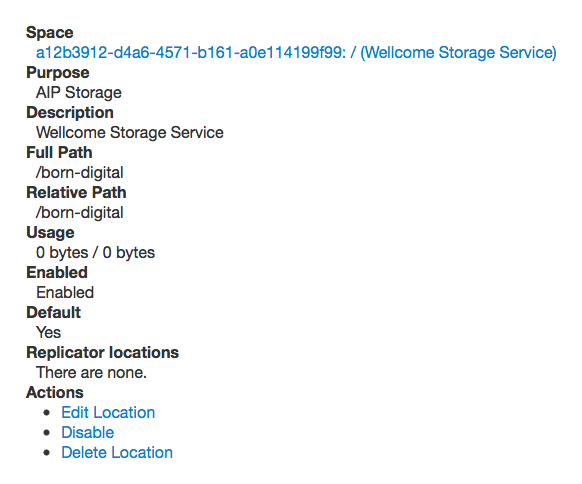 Space
a12b3912-d4a6-4571-b161-a0e114199f99: / (Wellcome Storage Service)
Purpose
AIP Storage
Description
Wellcome Storage Service
Full Path
/born-digital
Relative Path
/born-digital
Usage
0 bytes / 0 bytes
Enabled
Enabled
Default
Yes
Replicator locations
There are none.
Actions
• Edit Location
• Disable
• Delete Location